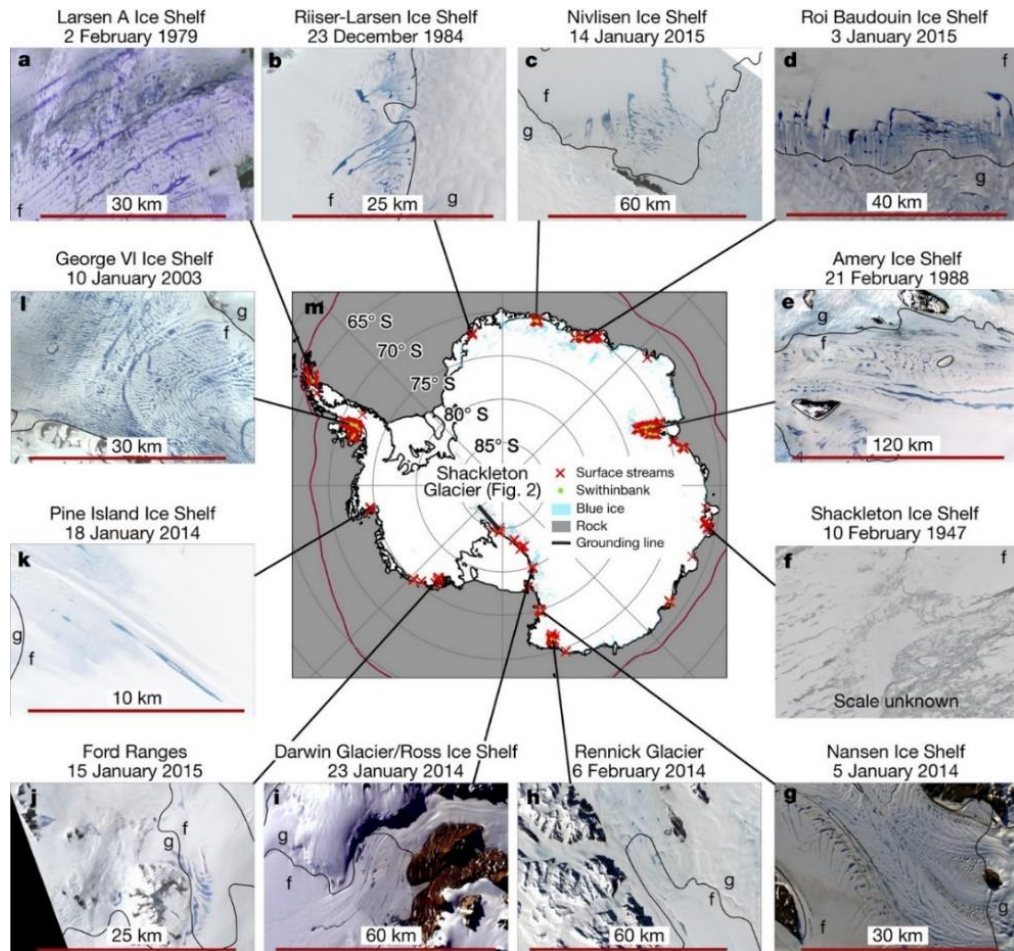 Larsen A Ice Shelf
2 February 1979
a
f
30 km
Riiser-Larsen Ice Shelf
23 December 1984
b
f
g
25 km
Nivlisen Ice Shelf
14 January 2015
c
f
g
60 km
Roi Baudouin Ice Shelf
3 January 2015
d
f
g
40 km
George VI Ice Shelf
10 January 2003
l
g
f
30 km
m
65° S
70° S
75° S
80° S
85° S
Shackleton
Glacier (Fig. 2)
Surface streams
Swithinbank
Blue ice
Rock
Grounding line
Amery Ice Shelf
21 February 1988
e
g
f
120 km
Pine Island Ice Shelf
18 January 2014
k
g
f
10 km
Shackleton Ice Shelf
10 February 1947
f
f
Scale unknown
Ford Ranges
15 January 2015
j
g
f
25 km
Darwin Glacier/Ross Ice Shelf
23 January 2014
i
g
f
60 km
Rennick Glacier
6 February 2014
h
g
f
60 km
Nansen Ice Shelf
5 January 2014
g
f
g
30 km